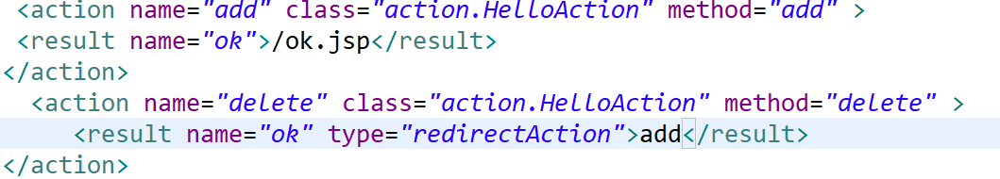 <action name="add" class="action.HelloAction" method="add" >
<result name="ok">/ok.jsp</result>
</action>
<action name="delete" class="action.HelloAction" method="delete" >
<result name="ok" type="redirectAction">add</result>
</action>